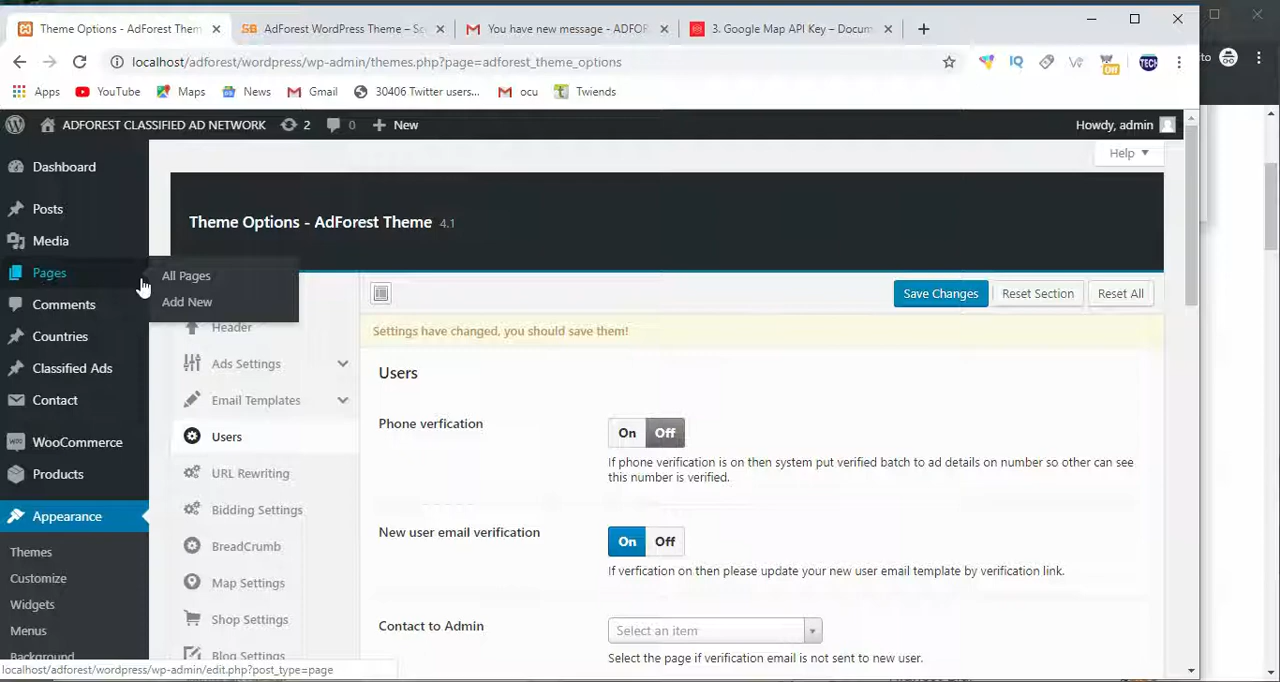 Theme Options - AdForest Them
AdForest WordPress Theme – Sc
You have new message - ADFOR
3. Google Map API Key – Docum
localhost/adforest/wordpress/wp-admin/themes.php?page=adforest_theme_options
IQ
Off
TECH
to
Apps
YouTube
Maps
News
Gmail
30406 Twitter users...
ocu
Twiends
ADFOREST CLASSIFIED AD NETWORK
2
0
New
Howdy, admin
Help
Dashboard
Posts
Media
Pages
All Pages
Add New
Comments
Countries
Classified Ads
Contact
WooCommerce
Products
Appearance
Themes
Customize
Widgets
Menus
Background
Theme Options - AdForest Theme 4.1
Header
Ads Settings
Email Templates
Users
URL Rewriting
Bidding Settings
BreadCrumb
Map Settings
Shop Settings
Blog Settings
Save Changes
Reset Section
Reset All
Settings have changed, you should save them!
Users
Phone verfication
On Off
If phone verification is on then system put verified batch to ad details on number so other can see
this number is verified.
New user email verification
On Off
If verfication on then please update your new user email template by verification link.
Contact to Admin
Select an item
Select the page if verification email is not sent to new user.
localhost/adforest/wordpress/wp-admin/edit.php?post_type=page